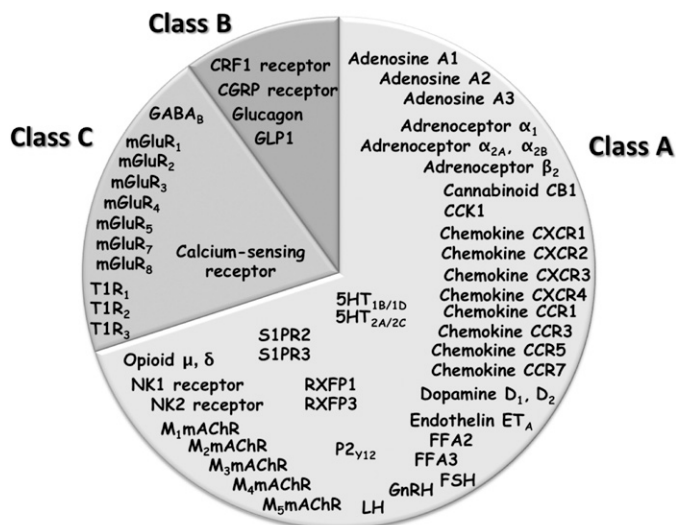 Class B
CRF1 receptor
CGRP receptor
Glucagon
GLP1
Class C
GABA_B
mGluR₁
mGluR₂
mGluR₃
mGluR₄
mGluR₅
mGluR₇
mGluR₈
Calcium-sensing
receptor
T1R₁
T1R₂
T1R₃
Class A
Adenosine A1
Adenosine A2
Adenosine A3
Adrenoceptor α₁
Adrenoceptor α₂A, α₂B
Adrenoceptor β₂
Cannabinoid CB1
CCK1
Chemokine CXCR1
Chemokine CXCR2
Chemokine CXCR3
Chemokine CXCR4
Chemokine CCR1
Chemokine CCR3
Chemokine CCR5
Chemokine CCR7
Dopamine D₁, D₂
Endothelin ET_A
FFA2
FFA3
FSH
GnRH
LH
5HT1B/1D
5HT2A/2C
S1PR2
S1PR3
Opioid μ, δ
NK1 receptor
NK2 receptor
RXFP1
RXFP3
P2Y12
M₁mAChR
M₂mAChR
M₃mAChR
M₄mAChR
M₅mAChR